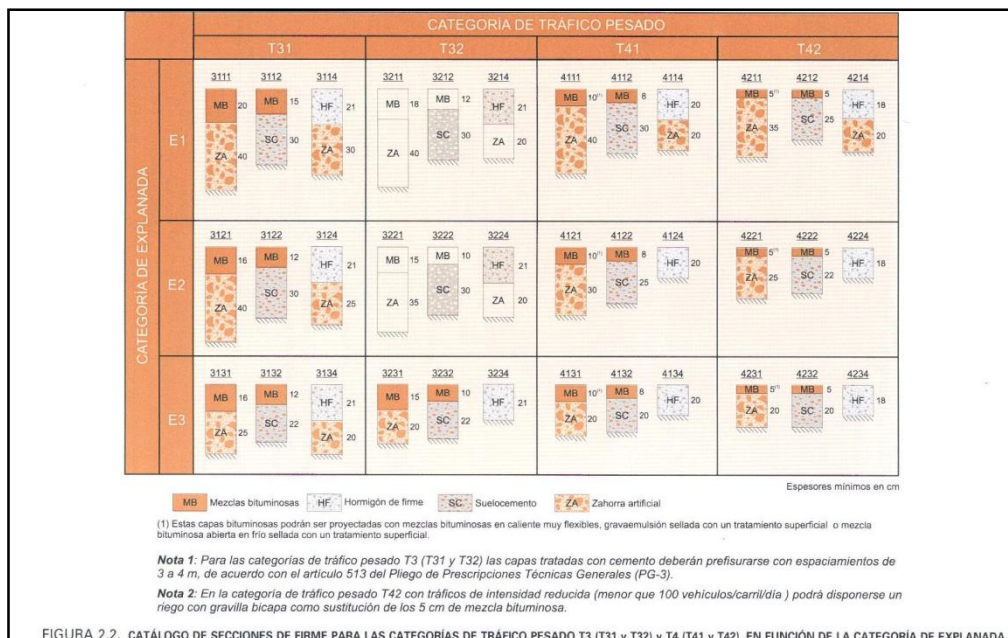 CATEGORÍA DE TRÁFICO PESADO
T31 T32 T41 T42
CATEGORÍA DE EXPLANADA
E1
3111 3112 3114 3211 3212 3214 4111 4112 4114 4211 4212 4214
MB 20 MB 15 HF 21 MB 18 MB 12 HF 21 MB 10(1) MB 8 HF 20 MB 5(1) MB 5 HF 18
ZA 40 SC 30 ZA 30 ZA 40 SC 30 ZA 20 ZA 40 SC 30 ZA 20 ZA 35 SC 25 ZA 20
E2
3121 3122 3124 3221 3222 3224 4121 4122 4124 4221 4222 4224
MB 16 MB 12 HF 21 MB 15 MB 10 HF 21 MB 10(1) MB 8 HF 20 MB 5(1) MB 5 HF 18
ZA 40 SC 30 ZA 25 ZA 35 SC 30 ZA 20 ZA 30 SC 25 ZA 25 SC 22
E3
3131 3132 3134 3231 3232 3234 4131 4132 4134 4231 4232 4234
MB 16 MB 12 HF 21 MB 15 MB 10 HF 21 MB 10(1) MB 8 HF 20 MB 5(1) MB 5 HF 18
ZA 25 SC 22 ZA 20 ZA 20 SC 22 ZA 20 SC 20 ZA 20 SC 20
Espesores mínimos en cm
MB Mezclas bituminosas HF Hormigón de firme SC Suelocemento ZA Zahorra artificial
(1) Estas capas bituminosas podrán ser proyectadas con mezclas bituminosas en caliente muy flexibles, gravaemulsión sellada con un tratamiento superficial o mezcla
bituminosa abierta en frío sellada con un tratamiento superficial.
Nota 1: Para las categorías de tráfico pesado T3 (T31 y T32) las capas tratadas con cemento deberán prefisurarse con espaciamientos de
3 a 4 m, de acuerdo con el artículo 513 del Pliego de Prescripciones Técnicas Generales (PG-3).
Nota 2: En la categoría de tráfico pesado T42 con tráficos de intensidad reducida (menor que 100 vehículos/carril/día ) podrá disponerse un
riego con gravilla bicapa como sustitución de los 5 cm de mezcla bituminosa.
FIGURA 2.2. CATÁLOGO DE SECCIONES DE FIRME PARA LAS CATEGORÍAS DE TRÁFICO PESADO T3 (T31 y T32) y T4 (T41 y T42), EN FUNCIÓN DE LA CATEGORÍA DE EXPLANADA